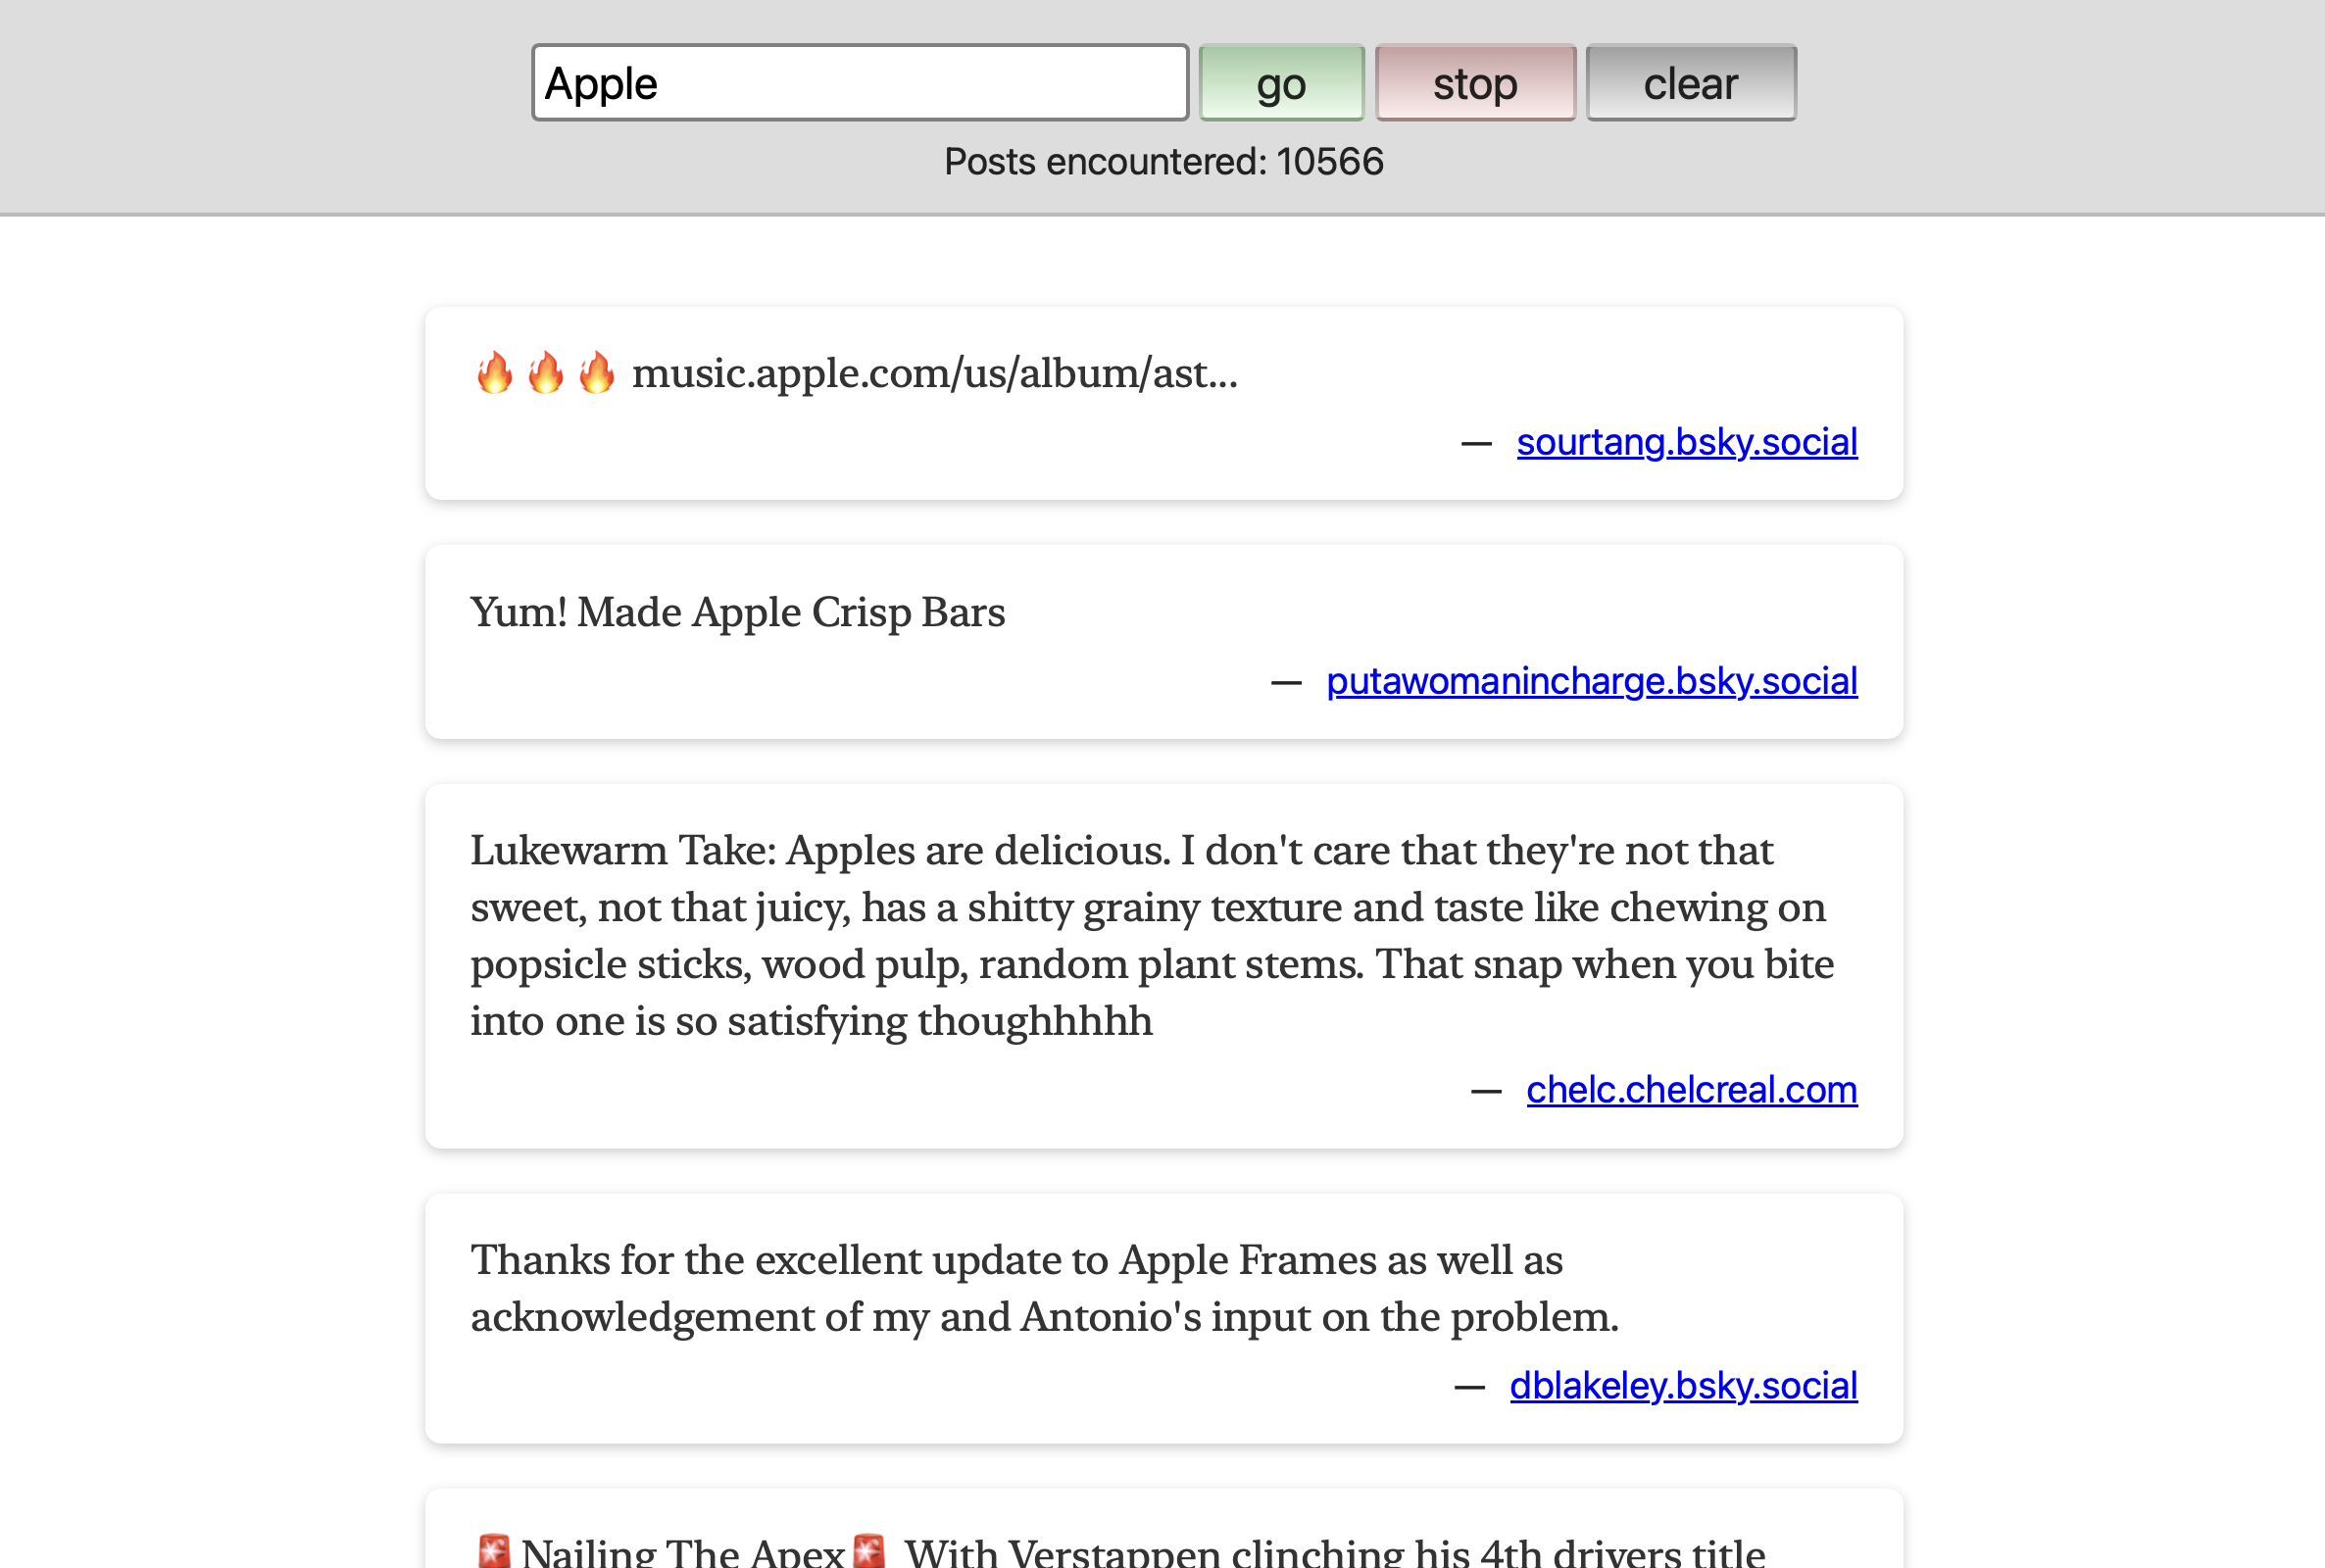 Apple go stop clear
Posts encountered: 10566
🔥🔥🔥 music.apple.com/us/album/ast...
— sourtang.bsky.social
Yum! Made Apple Crisp Bars
— putawomanincharge.bsky.social
Lukewarm Take: Apples are delicious. I don't care that they're not that
sweet, not that juicy, has a shitty grainy texture and taste like chewing on
popsicle sticks, wood pulp, random plant stems. That snap when you bite
into one is so satisfying thoughhhhh
— chelc.chelcreal.com
Thanks for the excellent update to Apple Frames as well as
acknowledgement of my and Antonio's input on the problem.
— dblakeley.bsky.social
🚨Nailing The Apex🚨 With Verstappen clinching his 4th drivers title